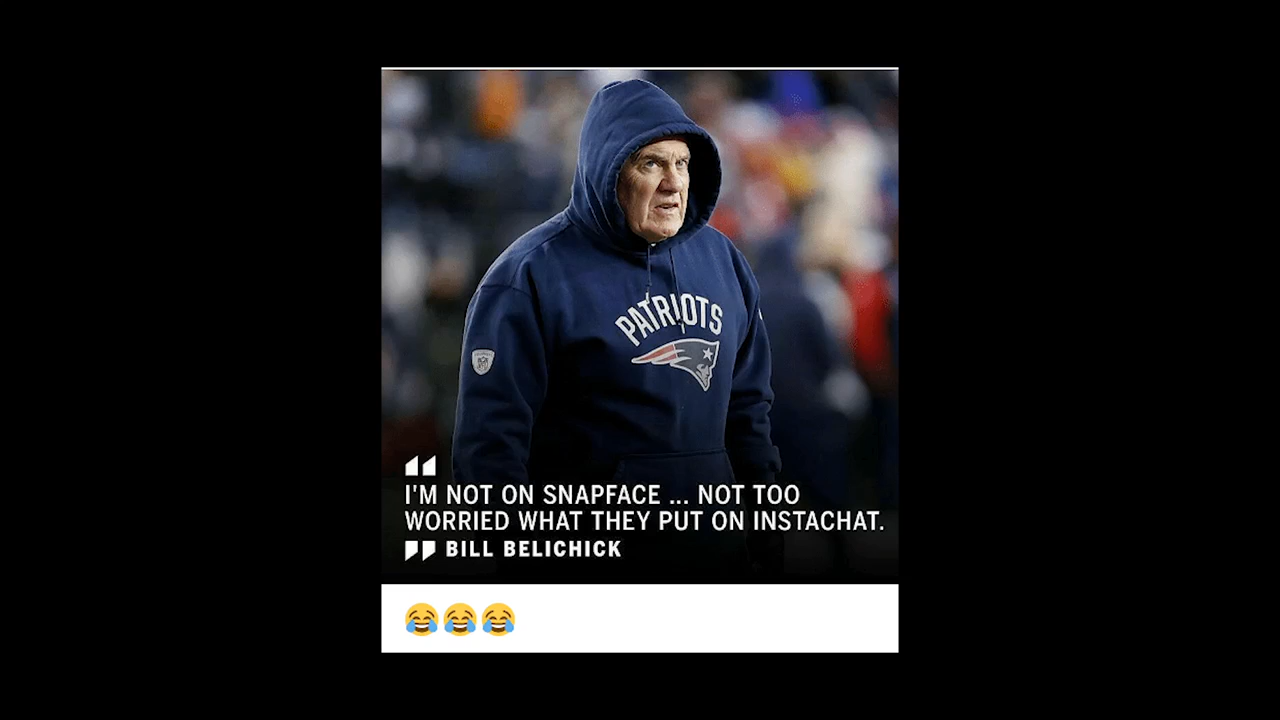 PATRIOTS
I'M NOT ON SNAPFACE ... NOT TOO
WORRIED WHAT THEY PUT ON INSTACHAT.
BILL BELICHICK